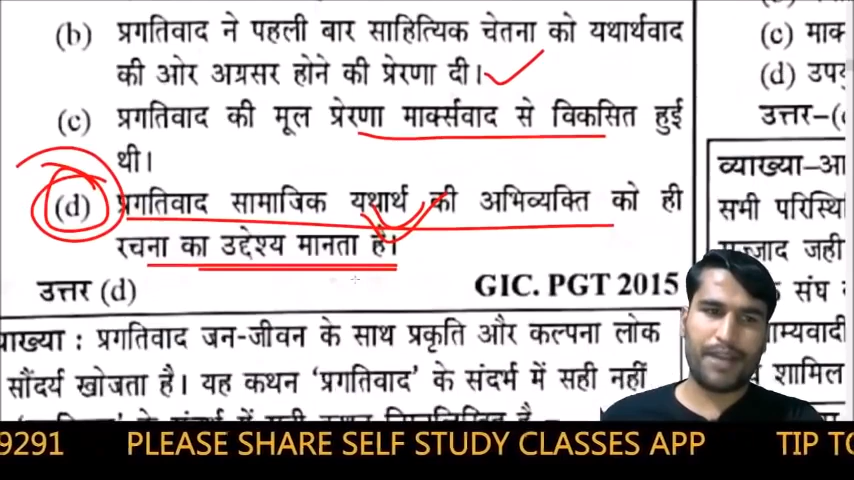 (b) प्रगतिवाद ने पहली बार साहित्यिक चेतना को यथार्थवाद
की ओर अग्रसर होने की प्रेरणा दी।
(c) प्रगतिवाद की मूल प्रेरणा मार्क्सवाद से विकसित हुई
थी।
(d) प्रगतिवाद सामाजिक यथार्थ की अभिव्यक्ति को ही
रचना का उद्देश्य मानता है।
उत्तर (d) GIC. PGT 2015
व्याख्या : प्रगतिवाद जन-जीवन के साथ प्रकृति और कल्पना लोक
सौंदर्य खोजता है। यह कथन ‘प्रगतिवाद’ के संदर्भ में सही नहीं
(c) माक
(d) उपयु
उत्तर–(
व्याख्या–आ
सभी परिस्थि
सज्जाद जही
संघ
ाम्यवादी
शामिल
9291 PLEASE SHARE SELF STUDY CLASSES APP TIP TO